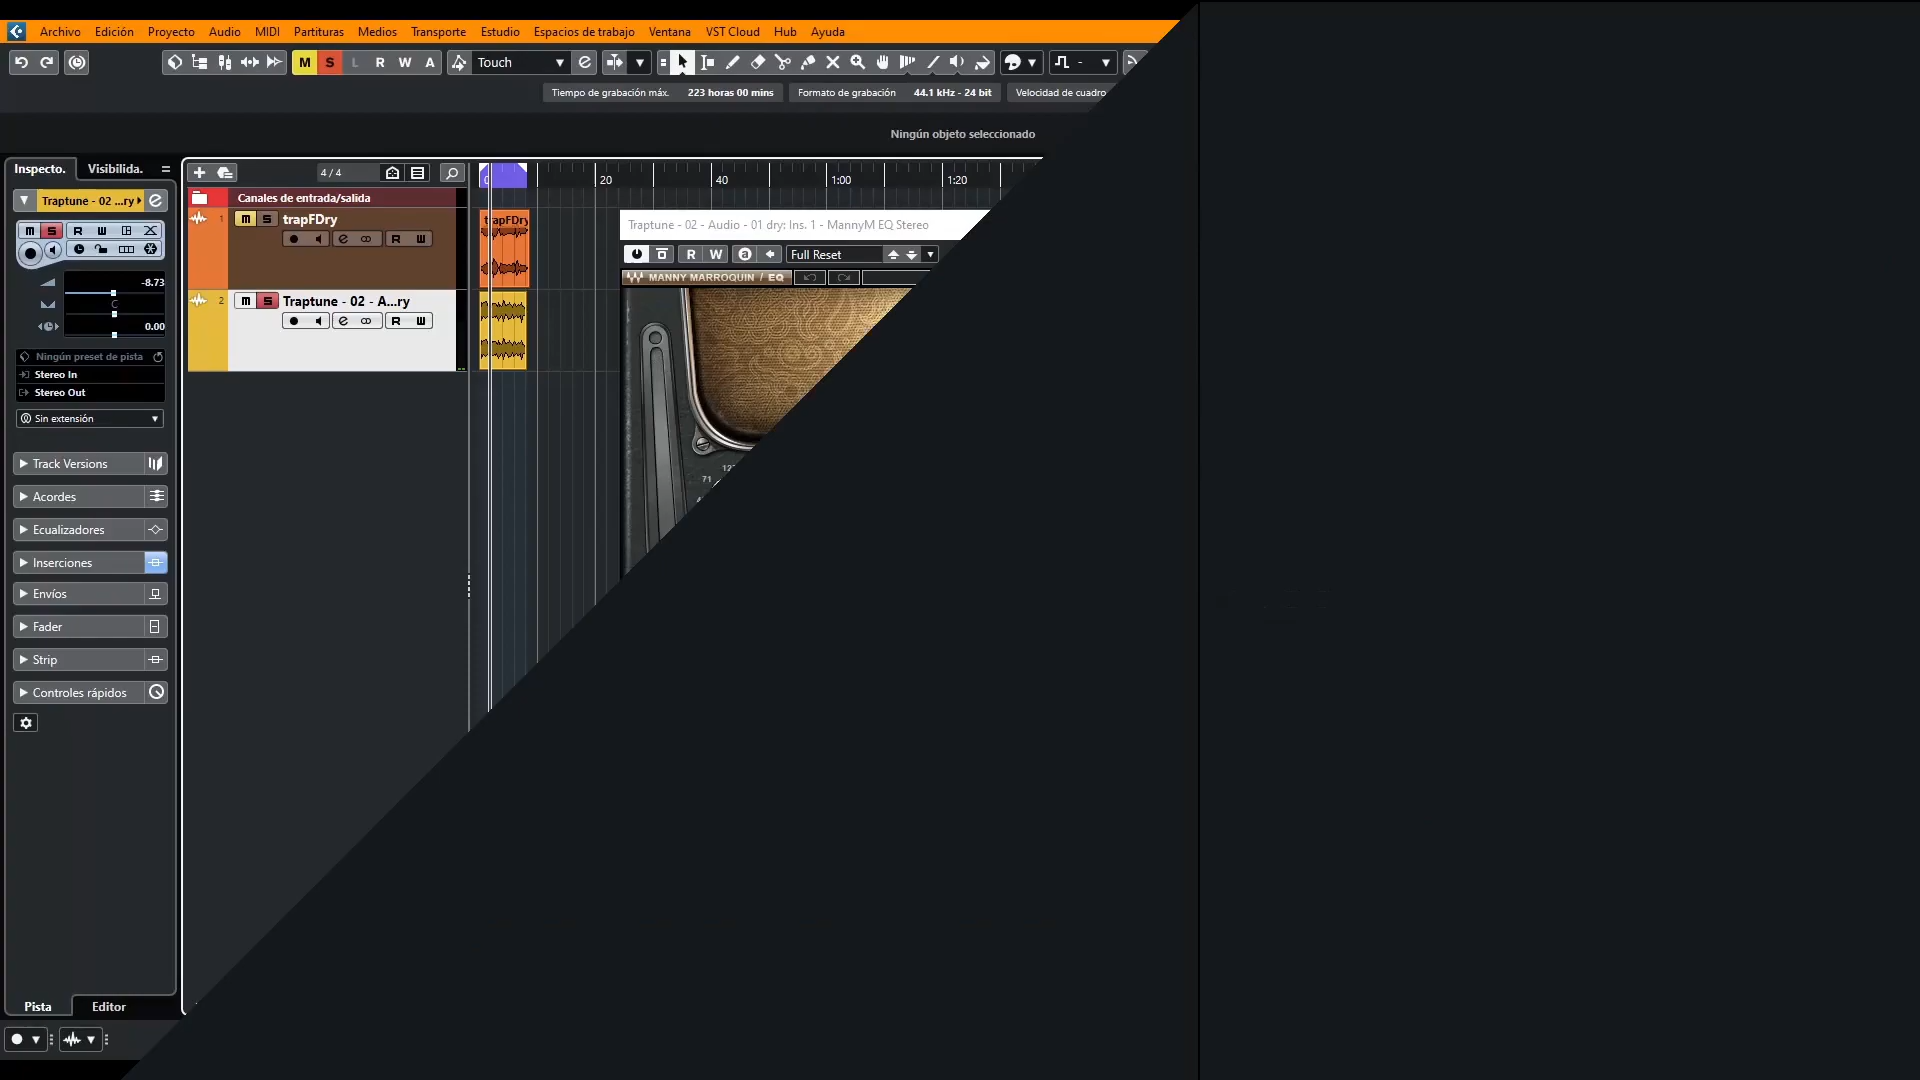 Archivo Edición Proyecto Audio MIDI Partituras Medios Transporte Estudio Espacios de trabajo Ventana VST Cloud Hub Ayuda
M S L R W A Touch -
Tiempo de grabación máx. 223 horas 00 mins Formato de grabación 44.1 kHz - 24 bit Velocidad de cuadro
Ningún objeto seleccionado
Inspecto. Visibilida.
4 / 4
0 20 40 1:00 1:20
Traptune - 02 ...ry
Canales de entrada/salida
1 M S trapFDry
R W
trapFDry
M S R W
-8.73
C
0.00
Ningún preset de pista
Stereo In
Stereo Out
Sin extensión
2 M S Traptune - 02 - A...ry
R W
Traptune - 02 - Audio - 01 dry: Ins. 1 - MannyM EQ Stereo
R W a Full Reset
MANNY MARROQUIN / EQ
71
Track Versions
Acordes
Ecualizadores
Inserciones
Envíos
Fader
Strip
Controles rápidos
Pista Editor